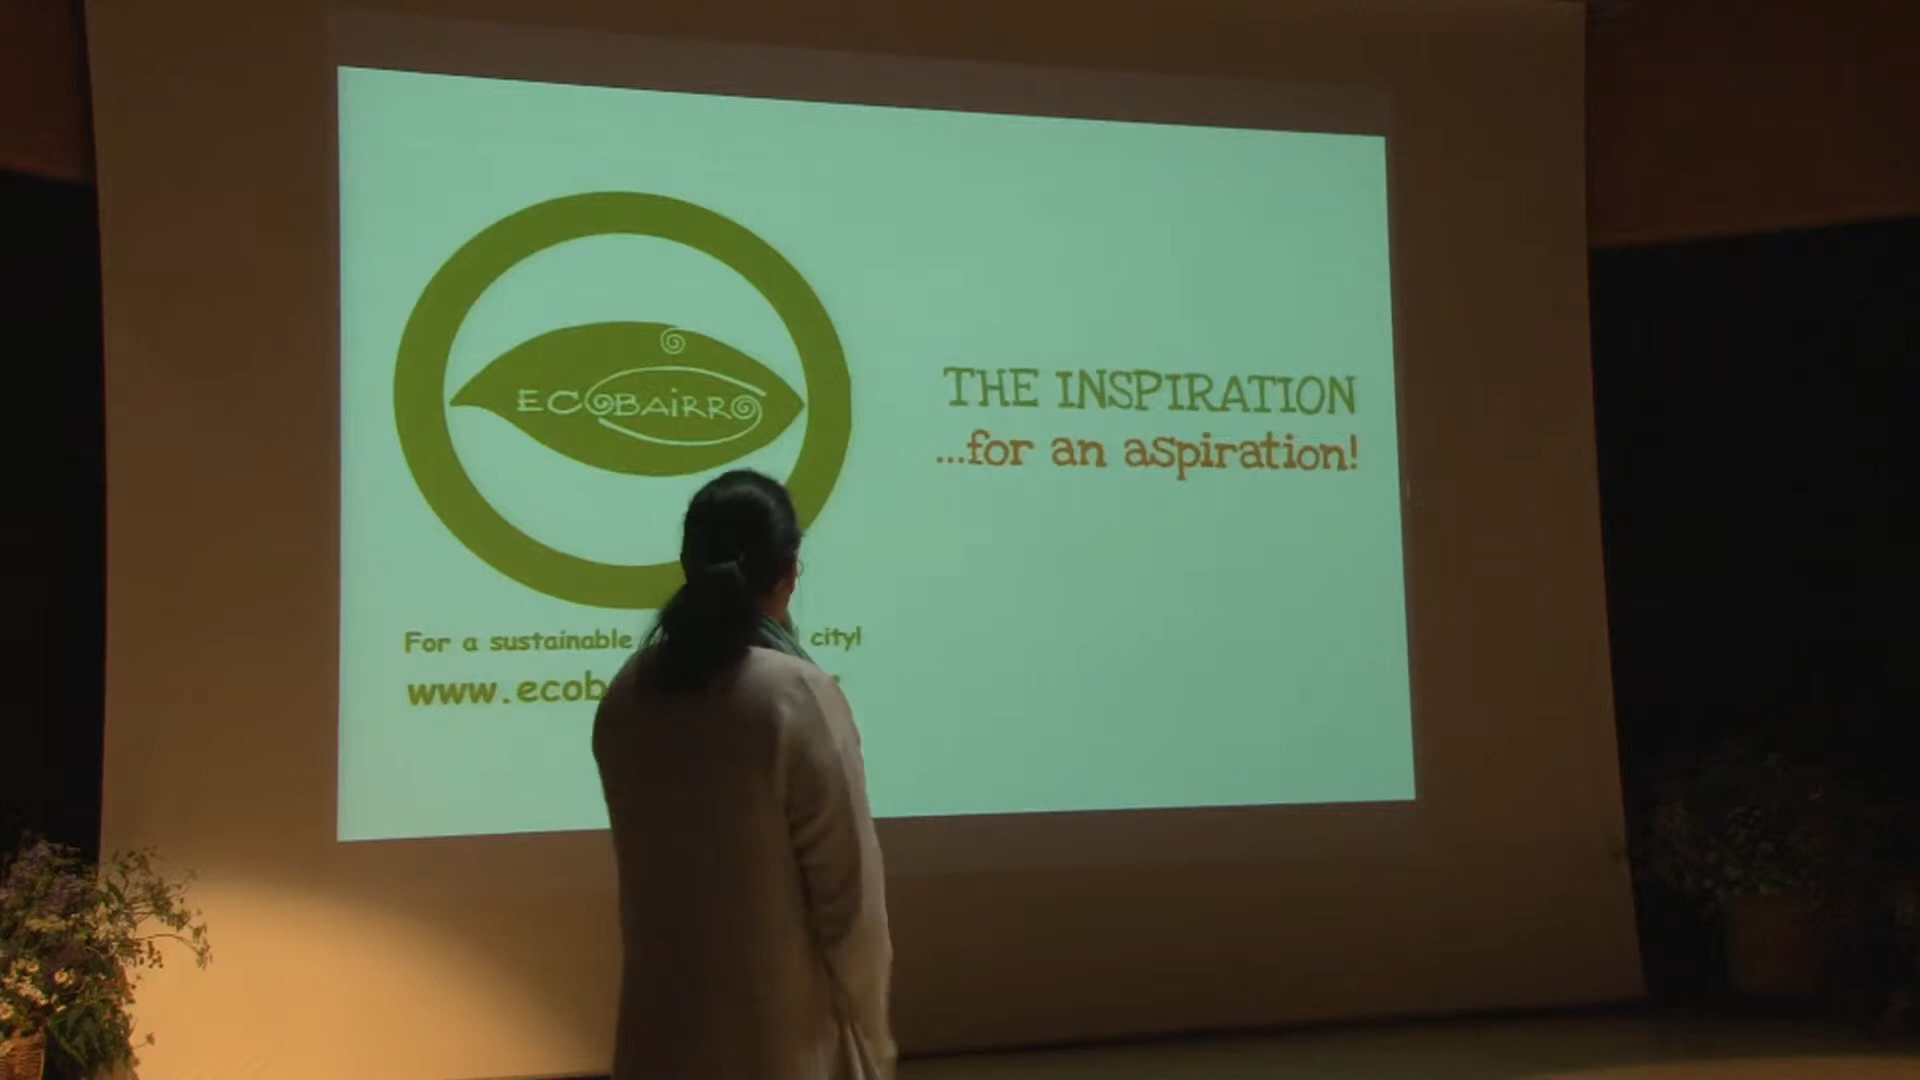 ECOBAiRRO
THE INSPIRATION
...for an aspiration!
For a sustainable city!
www.ecob